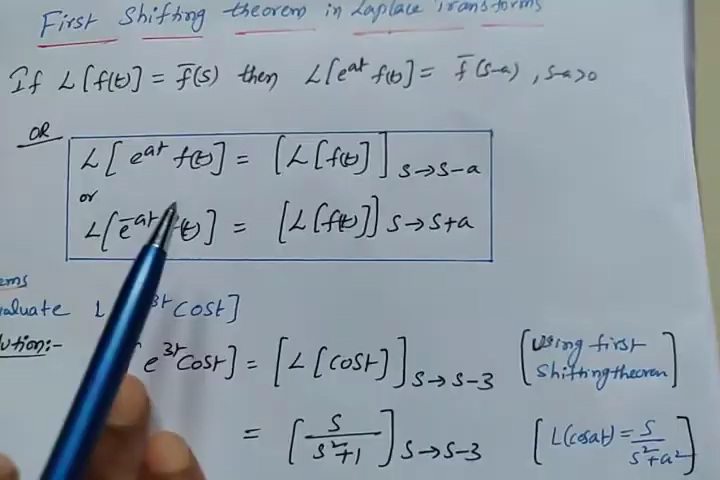 First Shifting theorem in Laplace Transforms
If L[f(t)] = f̅(s) then L[e^at f(t)] = f̅(s-a), s-a>0
OR
L[e^at f(t)] = [L[f(t)]] s→s-a
or
L[e^-at f(t)] = [L[f(t)]] s→s+a
L cost]
e^3t cost] = [L[cost]] s→s-3 [Using first
Shifting theorem]
= [s/(s²+1)] s→s-3 [L(cosat) = s/(s²+a²)]